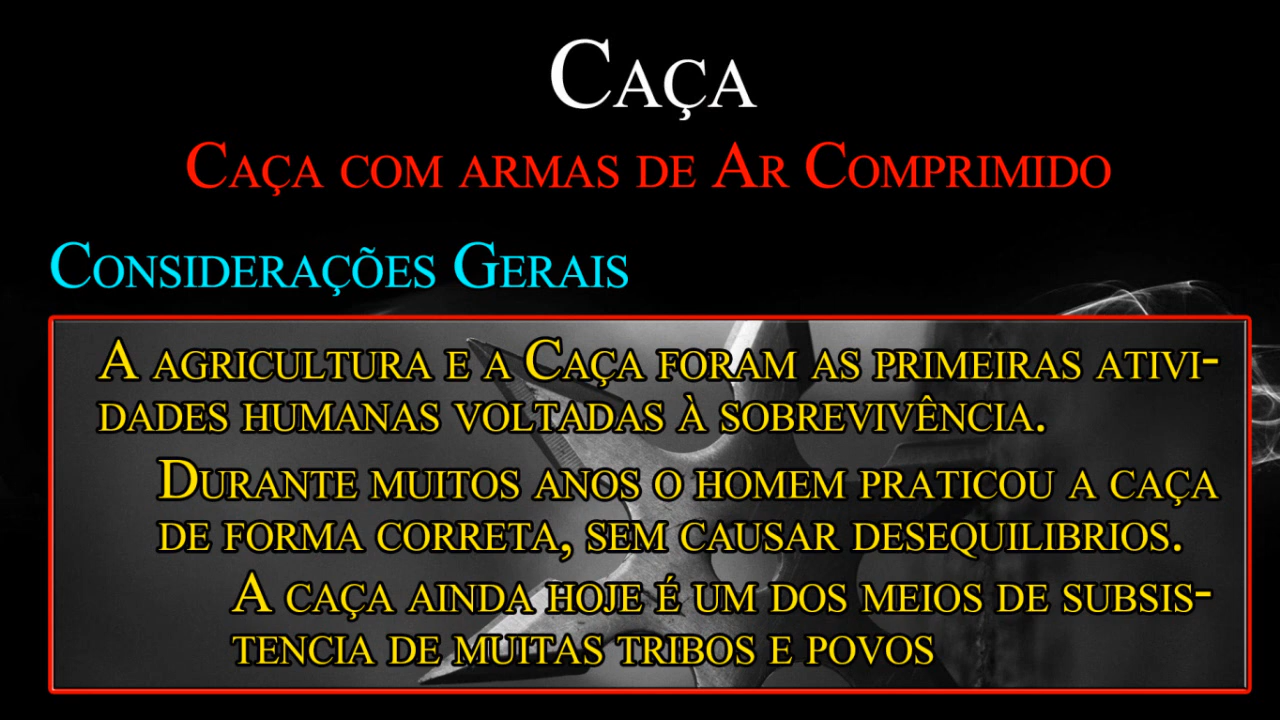 Caça
Caça com armas de Ar Comprimido
Considerações Gerais
A agricultura e a Caça foram as primeiras ativi-
dades humanas voltadas à sobrevivência.
Durante muitos anos o homem praticou a caça
de forma correta, sem causar desequilibrios.
A caça ainda hoje é um dos meios de subsis-
tencia de muitas tribos e povos